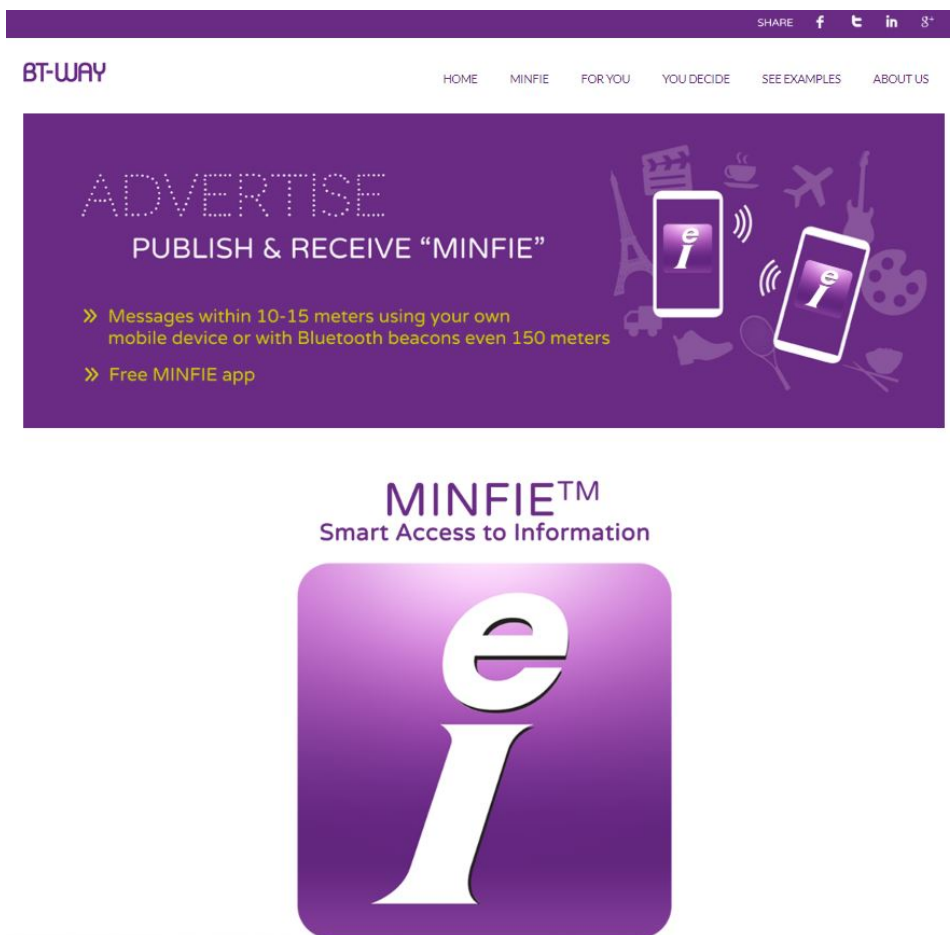 SHARE f t in g+
BT-WAY
HOME MINFIE FOR YOU YOU DECIDE SEE EXAMPLES ABOUT US
ADVERTISE
PUBLISH & RECEIVE “MINFIE”
» Messages within 10-15 meters using your own
mobile device or with Bluetooth beacons even 150 meters
» Free MINFIE app
MINFIE™
Smart Access to Information